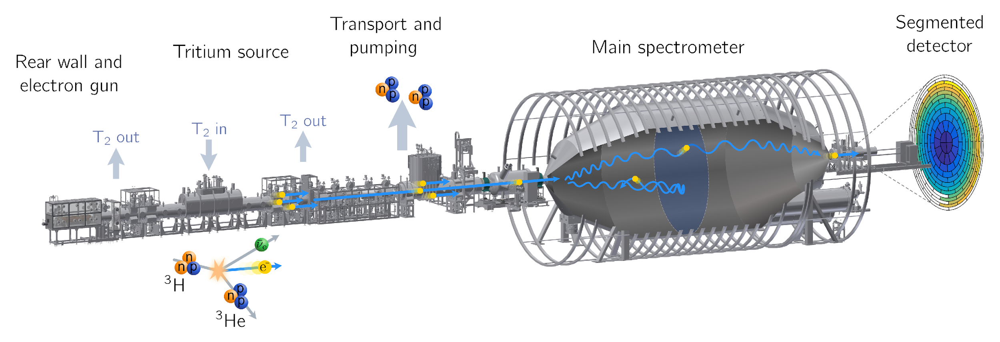 Rear wall and
electron gun
Tritium source
Transport and
pumping
Main spectrometer
Segmented
detector
T₂ out
T₂ in
T₂ out
p
n
p
p
n
p
ν̄ₑ
e⁻
n
n
p
³H
p
n
p
³He